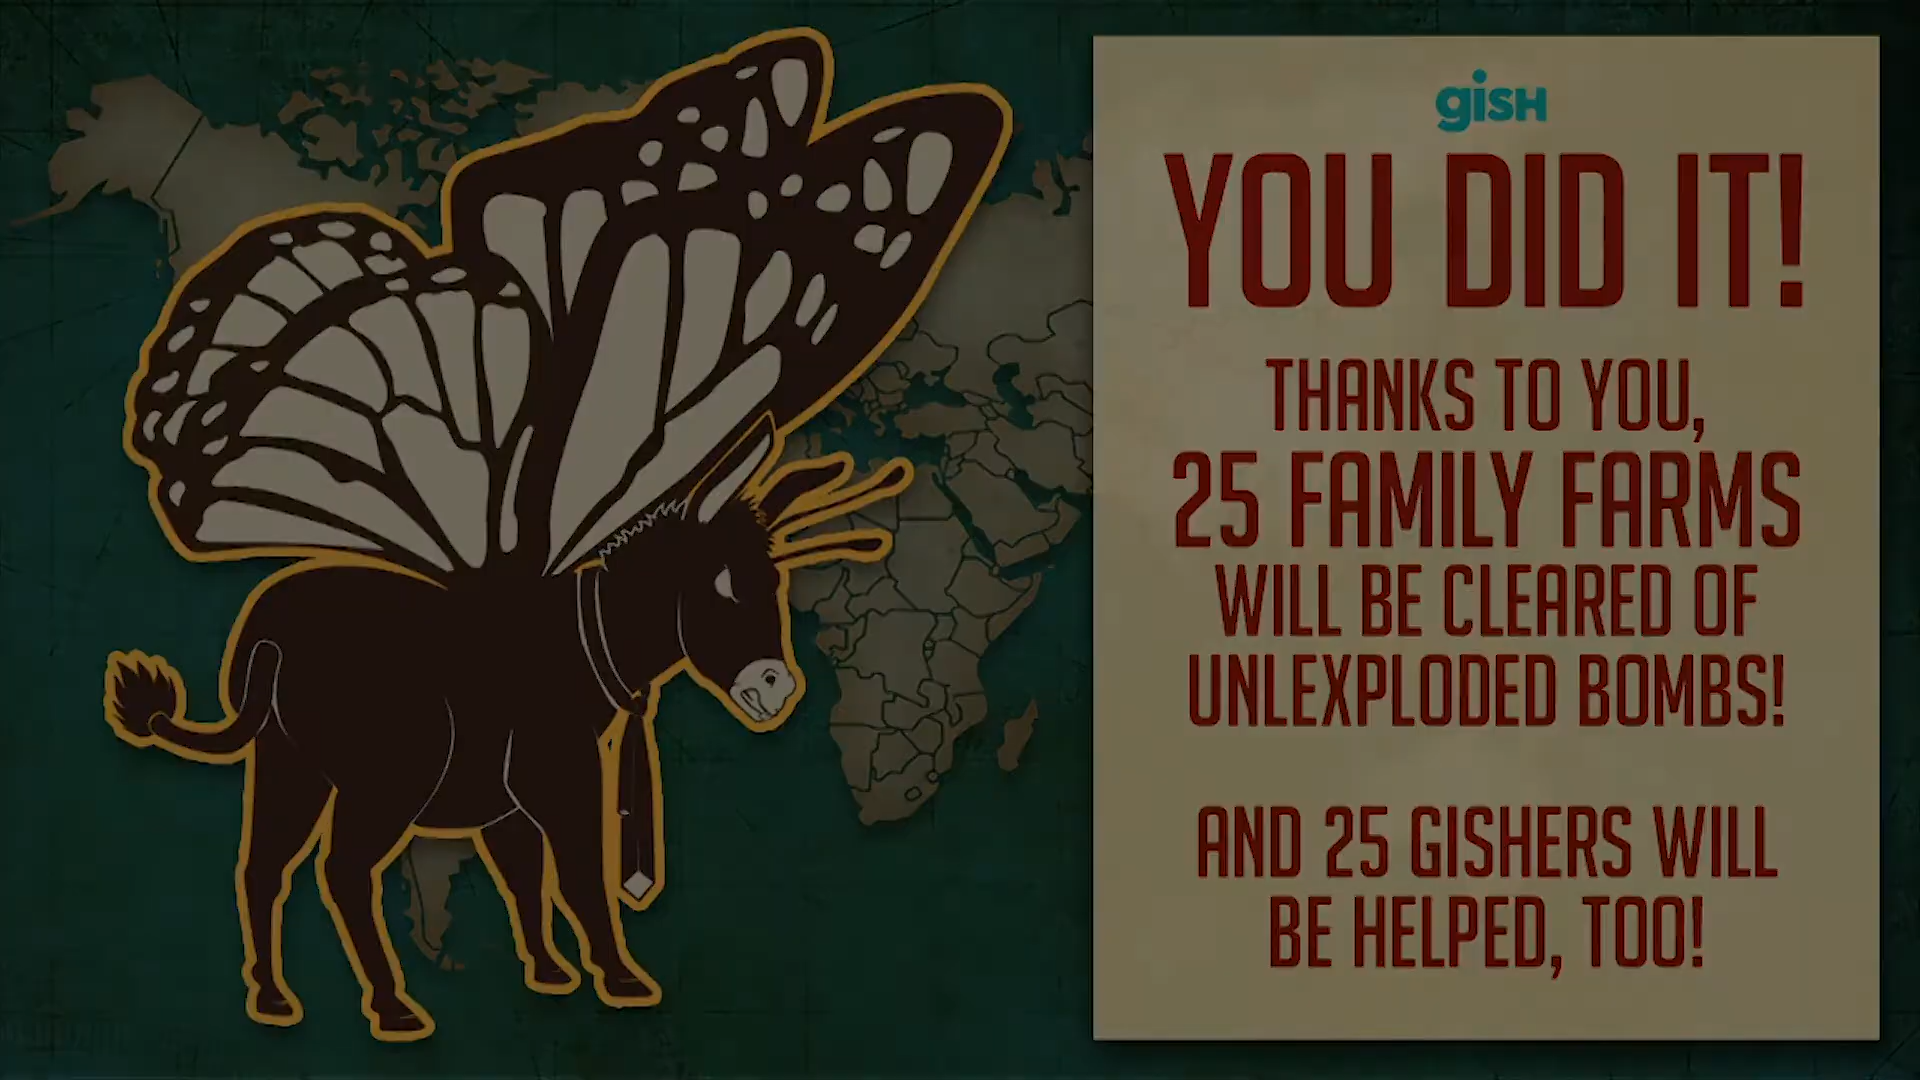 gisH
YOU DID IT!
THANKS TO YOU,
25 FAMILY FARMS
WILL BE CLEARED OF
UNLEXPLODED BOMBS!
AND 25 GISHERS WILL
BE HELPED, TOO!